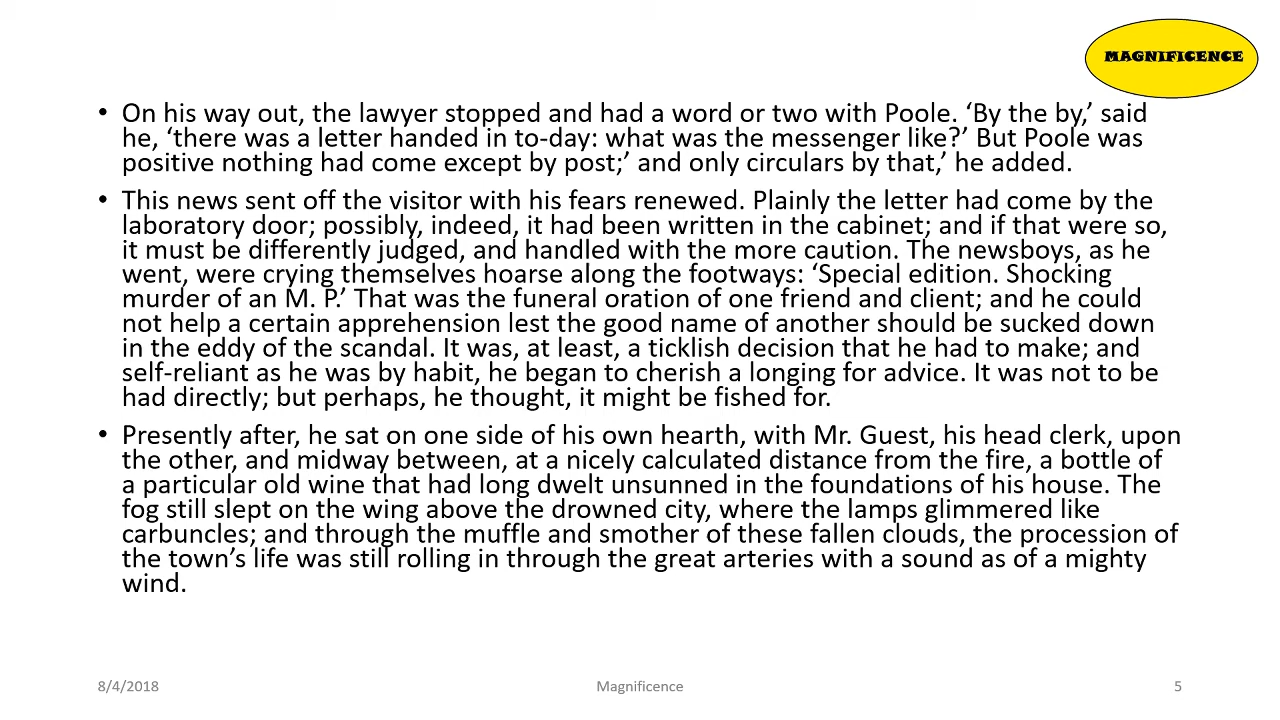 MAGNIFICENCE
• On his way out, the lawyer stopped and had a word or two with Poole. ‘By the by,’ said
he, ‘there was a letter handed in to-day: what was the messenger like?’ But Poole was
positive nothing had come except by post;’ and only circulars by that,’ he added.
• This news sent off the visitor with his fears renewed. Plainly the letter had come by the
laboratory door; possibly, indeed, it had been written in the cabinet; and if that were so,
it must be differently judged, and handled with the more caution. The newsboys, as he
went, were crying themselves hoarse along the footways: ‘Special edition. Shocking
murder of an M. P.’ That was the funeral oration of one friend and client; and he could
not help a certain apprehension lest the good name of another should be sucked down
in the eddy of the scandal. It was, at least, a ticklish decision that he had to make; and
self-reliant as he was by habit, he began to cherish a longing for advice. It was not to be
had directly; but perhaps, he thought, it might be fished for.
• Presently after, he sat on one side of his own hearth, with Mr. Guest, his head clerk, upon
the other, and midway between, at a nicely calculated distance from the fire, a bottle of
a particular old wine that had long dwelt unsunned in the foundations of his house. The
fog still slept on the wing above the drowned city, where the lamps glimmered like
carbuncles; and through the muffle and smother of these fallen clouds, the procession of
the town’s life was still rolling in through the great arteries with a sound as of a mighty
wind.
8/4/2018
Magnificence
5